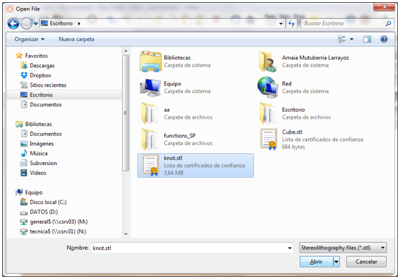 Open File
Escritorio
Buscar Escritorio
Organizar
Nueva carpeta
Favoritos
Descargas
Dropbox
Sitios recientes
Escritorio
Documentos
Bibliotecas
Documentos
Imágenes
Música
Subversion
Vídeos
Equipo
Disco local (C:)
DATOS (D:)
general$ (\\csrv03) (M:)
tecnica$ (\\csrv31) (N:)
Bibliotecas
Carpeta de sistema
Amaia Mutuberria Larrayoz
Carpeta de sistema
Equipo
Carpeta de sistema
Red
Carpeta de sistema
aa
Carpeta de archivos
Escritorio
Carpeta de archivos
functions_SP
Carpeta de archivos
Cube.stl
Lista de certificados de confianza
684 bytes
knot.stl
Lista de certificados de confianza
3,64 MB
Nombre:
knot.stl
Stereolithography files (*.stl)
Abrir
Cancelar